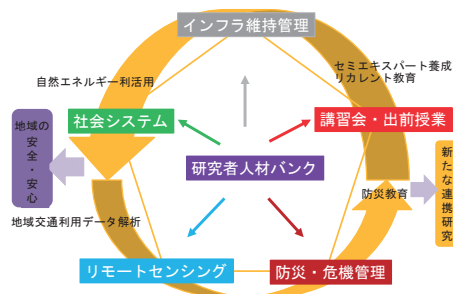 インフラ維持管理
自然エネルギー利活用
セミエキスパート養成
リカレント教育
社会システム
講習会・出前授業
地域の
安全・
安心
研究者人材バンク
新たな連携
研究
防災教育
地域交通利用データ解析
リモートセンシング
防災・危機管理